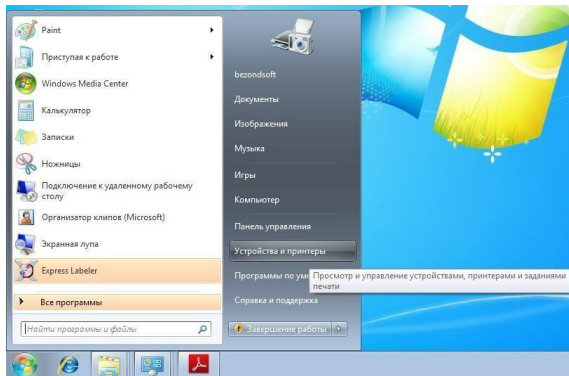 Paint
Приступая к работе
Windows Media Center
Калькулятор
Записки
Ножницы
Подключение к удаленному рабочему
столу
Организатор клипов (Microsoft)
Экранная лупа
Express Labeler
Все программы
Найти программы и файлы
bezondsoft
Документы
Изображения
Музыка
Игры
Компьютер
Панель управления
Устройства и принтеры
Программы по умо
Просмотр и управление устройствами, принтерами и заданиями
печати
Справка и поддержка
Завершение работы